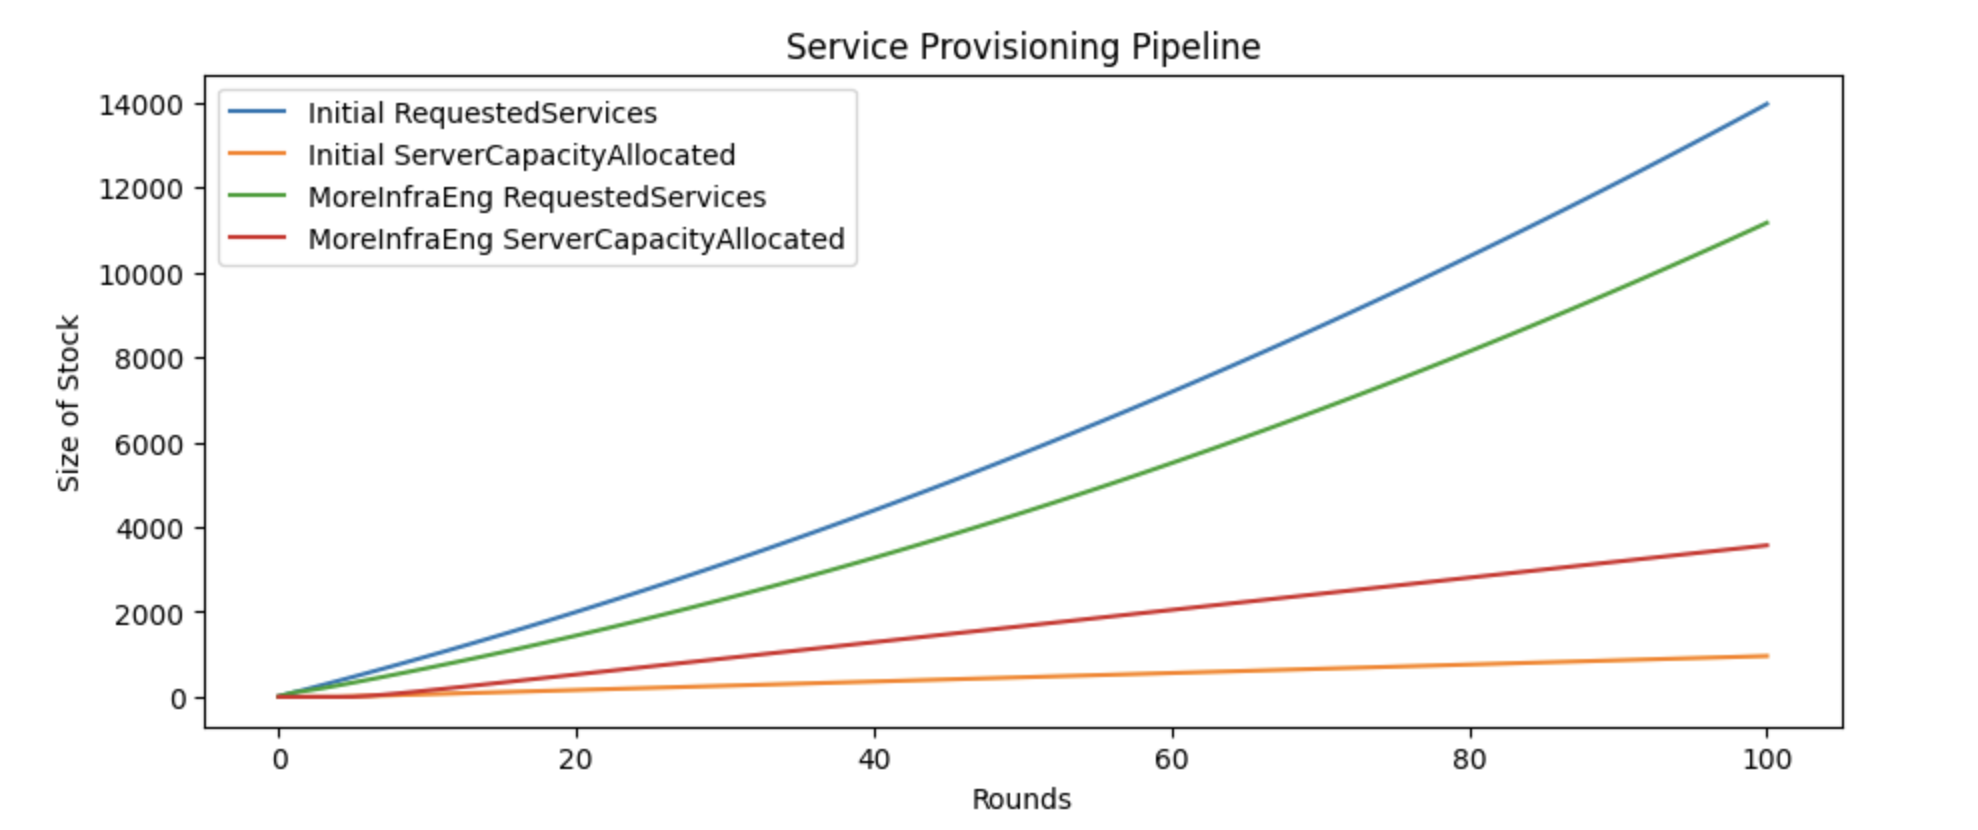 Service Provisioning Pipeline
Initial RequestedServices
Initial ServerCapacityAllocated
MoreInfraEng RequestedServices
MoreInfraEng ServerCapacityAllocated
Size of Stock
14000
12000
10000
8000
6000
4000
2000
0
0 20 40 60 80 100
Rounds